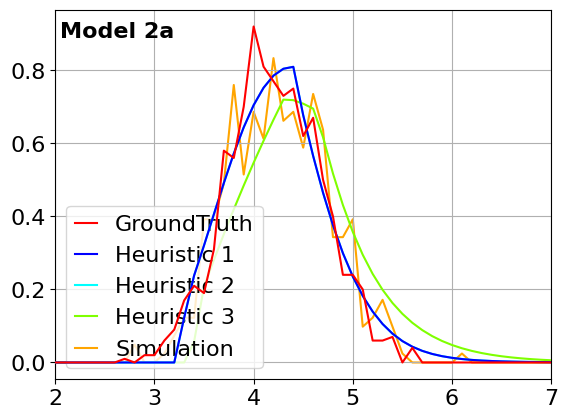 Model 2a
0.8
0.6
0.4
0.2
0.0
GroundTruth
Heuristic 1
Heuristic 2
Heuristic 3
Simulation
2 3 4 5 6 7